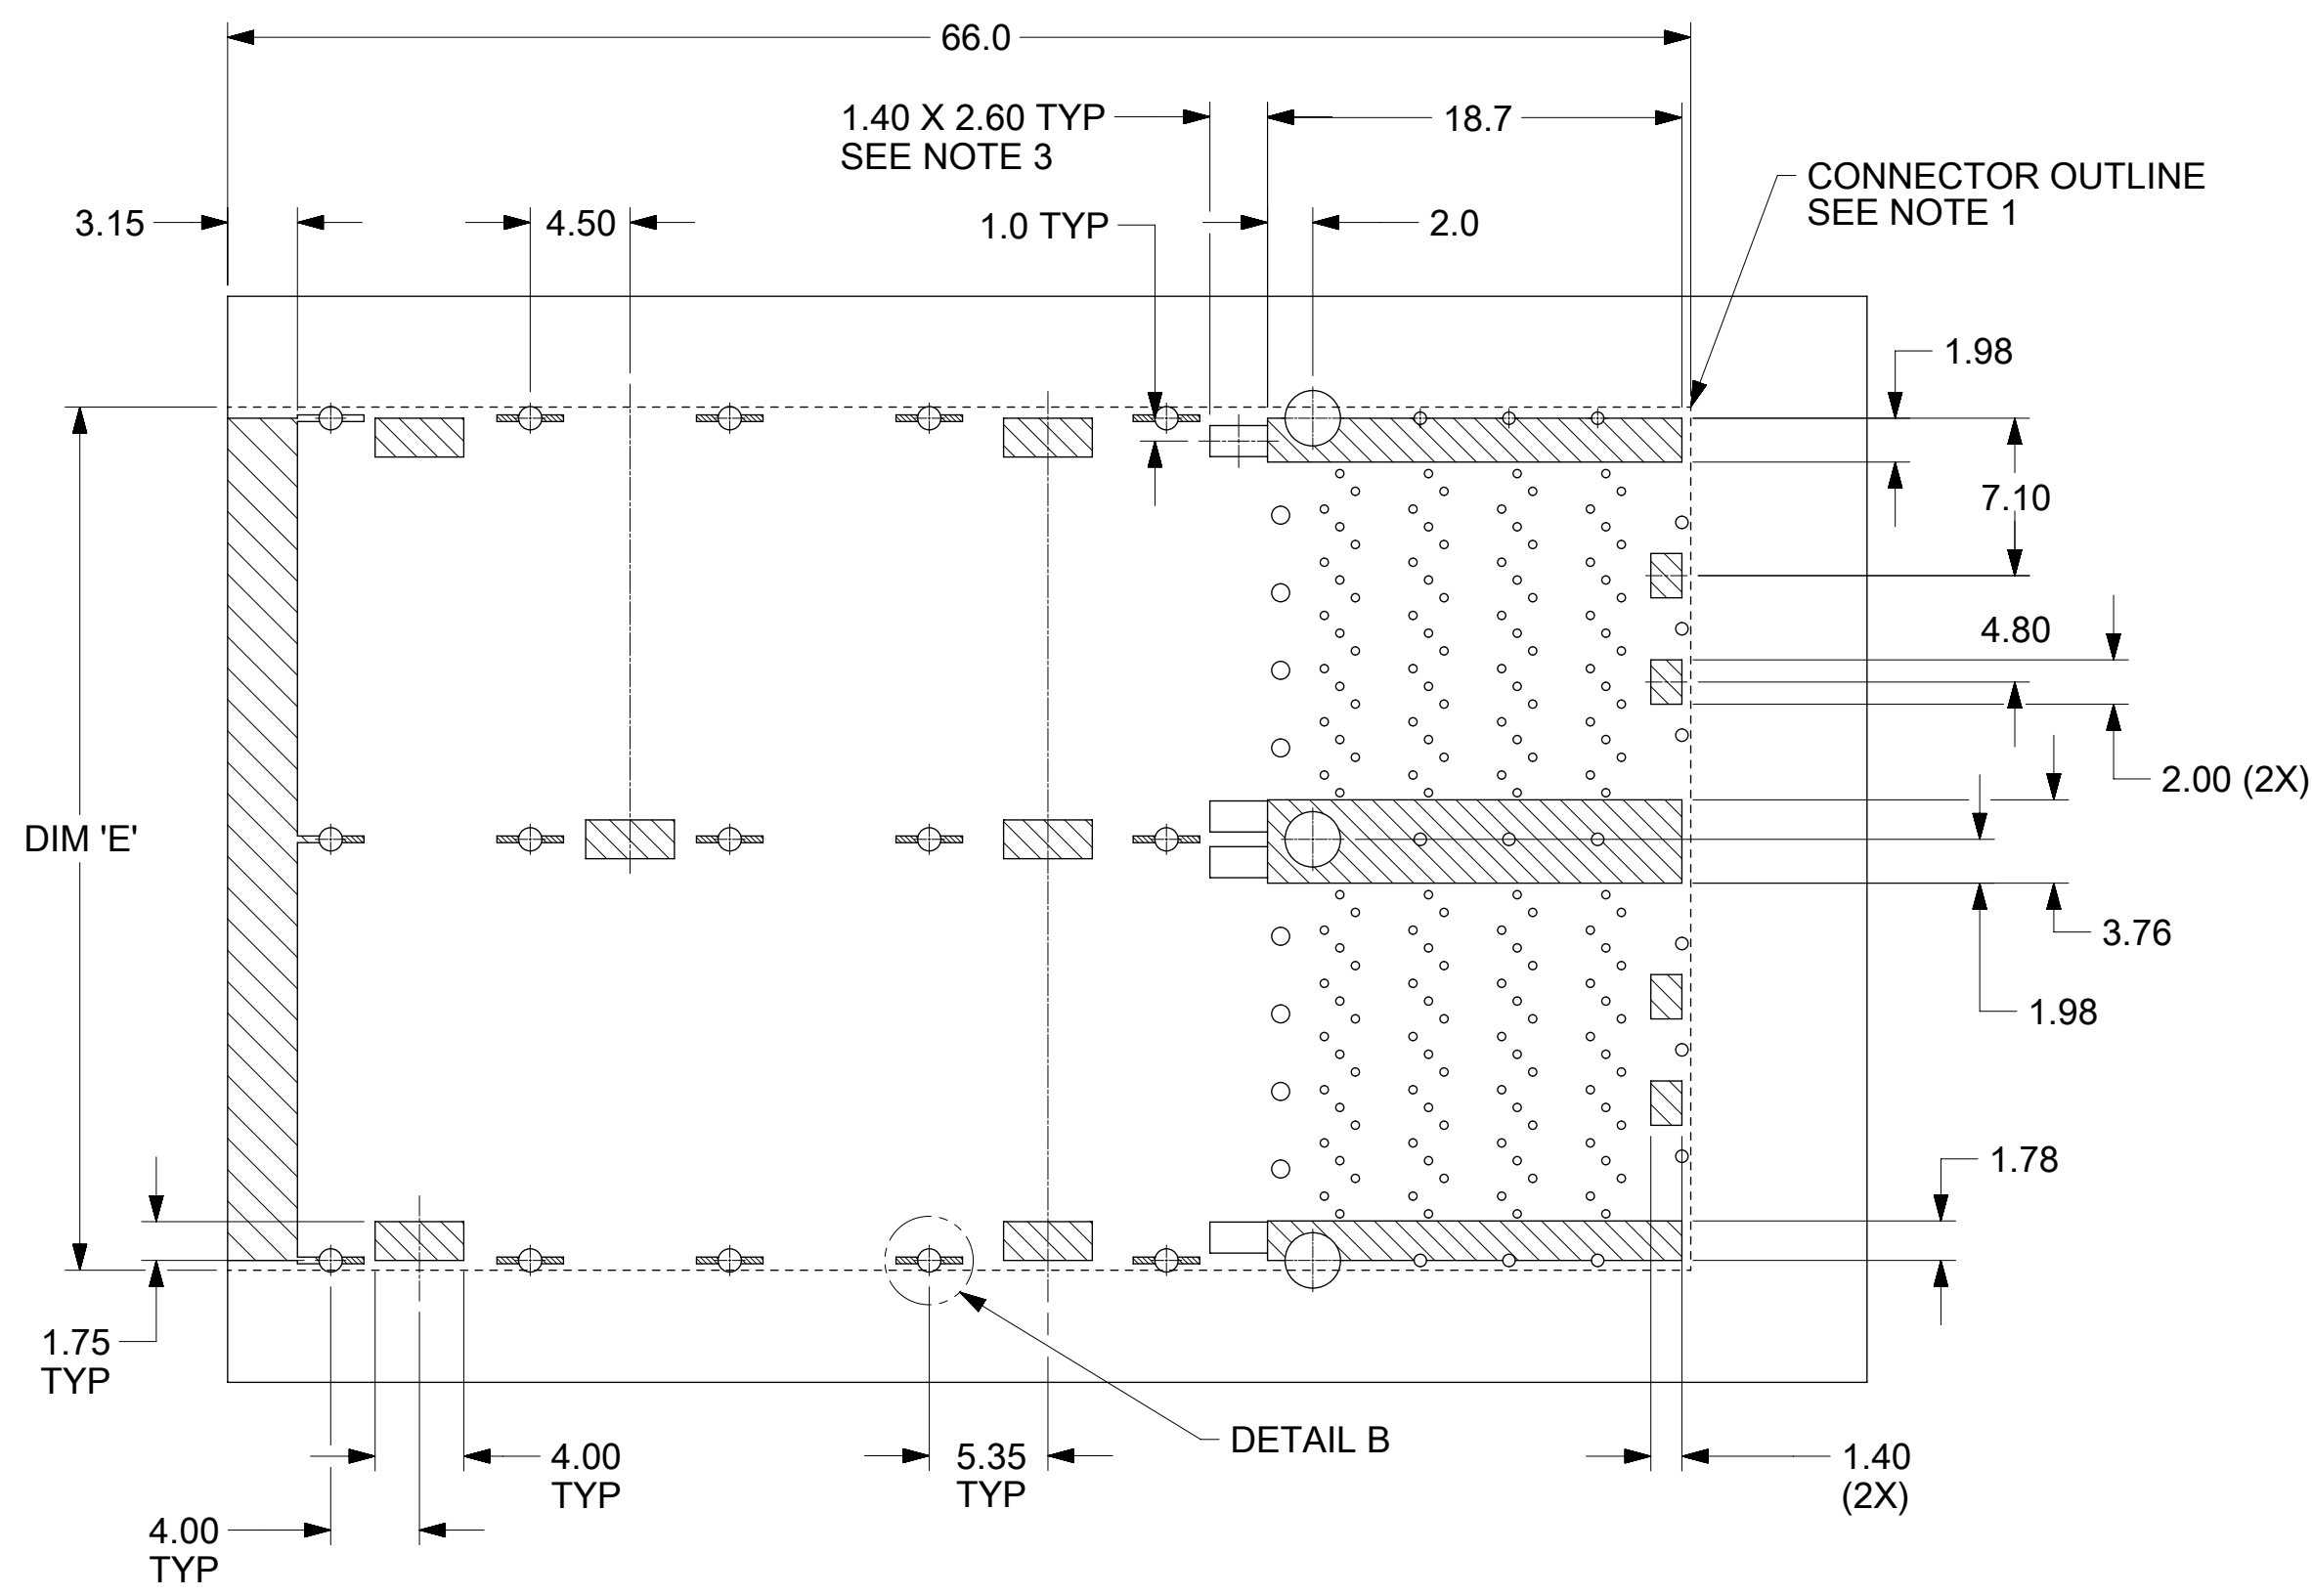 66.0
1.40 X 2.60 TYP
SEE NOTE 3
18.7
CONNECTOR OUTLINE
SEE NOTE 1
3.15
4.50
1.0 TYP
2.0
1.98
7.10
4.80
2.00 (2X)
DIM 'E'
3.76
1.98
1.78
1.75
TYP
DETAIL B
4.00
TYP
5.35
TYP
1.40
(2X)
4.00
TYP